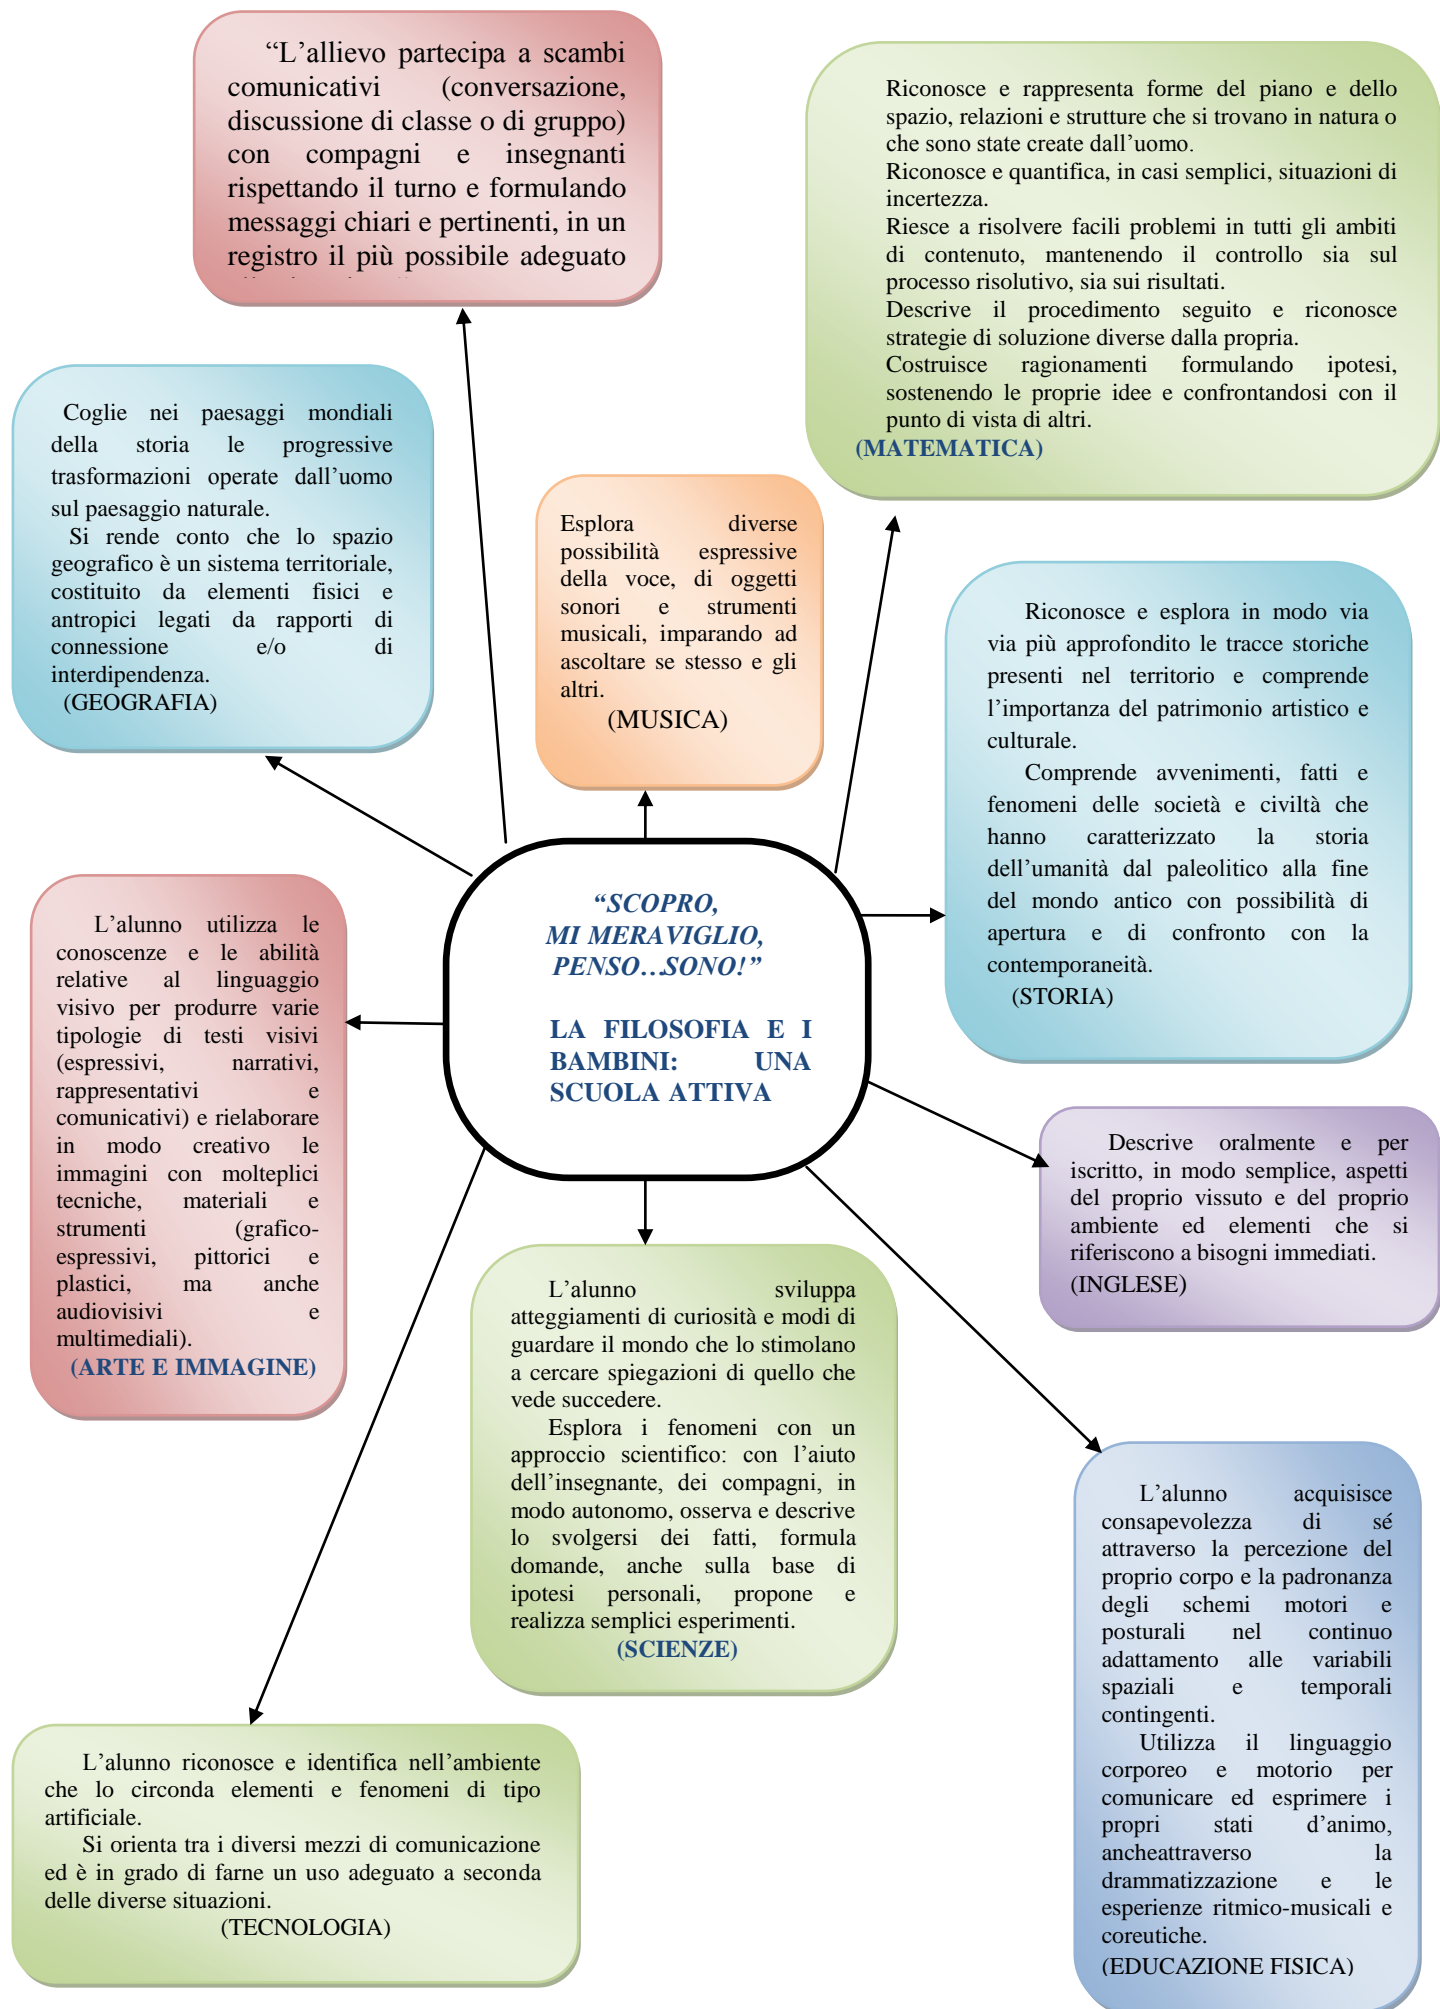 “L’allievo partecipa a scambi
comunicativi (conversazione,
discussione di classe o di gruppo)
con compagni e insegnanti
rispettando il turno e formulando
messaggi chiari e pertinenti, in un
registro il più possibile adeguato
Riconosce e rappresenta forme del piano e dello
spazio, relazioni e strutture che si trovano in natura o
che sono state create dall’uomo.
Riconosce e quantifica, in casi semplici, situazioni di
incertezza.
Riesce a risolvere facili problemi in tutti gli ambiti
di contenuto, mantenendo il controllo sia sul
processo risolutivo, sia sui risultati.
Descrive il procedimento seguito e riconosce
strategie di soluzione diverse dalla propria.
Costruisce ragionamenti formulando ipotesi,
sostenendo le proprie idee e confrontandosi con il
punto di vista di altri.
(MATEMATICA)
Coglie nei paesaggi mondiali
della storia le progressive
trasformazioni operate dall’uomo
sul paesaggio naturale.
Si rende conto che lo spazio
geografico è un sistema territoriale,
costituito da elementi fisici e
antropici legati da rapporti di
connessione e/o di
interdipendenza.
(GEOGRAFIA)
Esplora diverse
possibilità espressive
della voce, di oggetti
sonori e strumenti
musicali, imparando ad
ascoltare se stesso e gli
altri.
(MUSICA)
Riconosce e esplora in modo via
via più approfondito le tracce storiche
presenti nel territorio e comprende
l’importanza del patrimonio artistico e
culturale.
Comprende avvenimenti, fatti e
fenomeni delle società e civiltà che
hanno caratterizzato la storia
dell’umanità dal paleolitico alla fine
del mondo antico con possibilità di
apertura e di confronto con la
contemporaneità.
(STORIA)
“SCOPRO,
MI MERAVIGLIO,
PENSO…SONO!”
LA FILOSOFIA E I
BAMBINI: UNA
SCUOLA ATTIVA
L’alunno utilizza le
conoscenze e le abilità
relative al linguaggio
visivo per produrre varie
tipologie di testi visivi
(espressivi, narrativi,
rappresentativi e
comunicativi) e rielaborare
in modo creativo le
immagini con molteplici
tecniche, materiali e
strumenti (grafico-
espressivi, pittorici e
plastici, ma anche
audiovisivi e
multimediali).
(ARTE E IMMAGINE)
Descrive oralmente e per
iscritto, in modo semplice, aspetti
del proprio vissuto e del proprio
ambiente ed elementi che si
riferiscono a bisogni immediati.
(INGLESE)
L’alunno sviluppa
atteggiamenti di curiosità e modi di
guardare il mondo che lo stimolano
a cercare spiegazioni di quello che
vede succedere.
Esplora i fenomeni con un
approccio scientifico: con l’aiuto
dell’insegnante, dei compagni, in
modo autonomo, osserva e descrive
lo svolgersi dei fatti, formula
domande, anche sulla base di
ipotesi personali, propone e
realizza semplici esperimenti.
(SCIENZE)
L’alunno acquisisce
consapevolezza di sé
attraverso la percezione del
proprio corpo e la padronanza
degli schemi motori e
posturali nel continuo
adattamento alle variabili
spaziali e temporali
contingenti.
Utilizza il linguaggio
corporeo e motorio per
comunicare ed esprimere i
propri stati d’animo,
ancheattraverso la
drammatizzazione e le
esperienze ritmico-musicali e
coreutiche.
(EDUCAZIONE FISICA)
L’alunno riconosce e identifica nell’ambiente
che lo circonda elementi e fenomeni di tipo
artificiale.
Si orienta tra i diversi mezzi di comunicazione
ed è in grado di farne un uso adeguato a seconda
delle diverse situazioni.
(TECNOLOGIA)